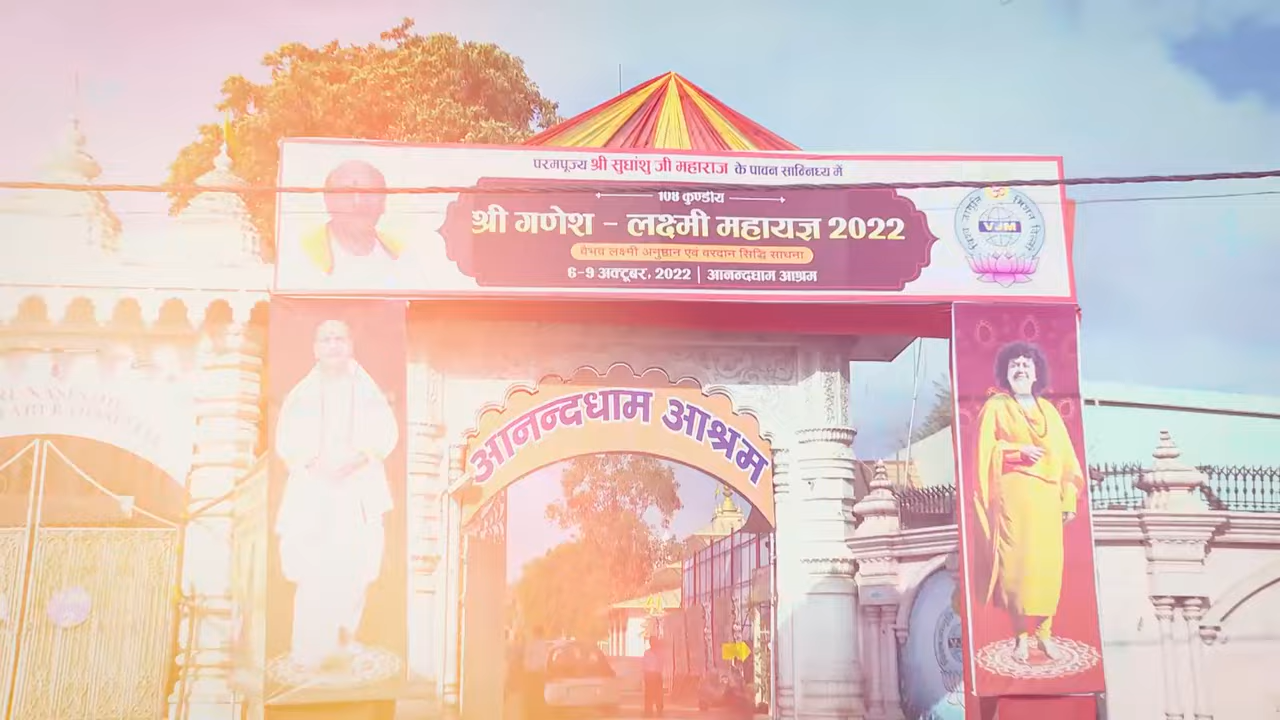 परमपूज्य श्री सुधांशु जी महाराज के पावन सान्निध्य में
108 कुण्डीय
श्री गणेश - लक्ष्मी महायज्ञ 2022
वैभव लक्ष्मी अनुष्ठान एवं वरदान सिद्धि साधना
6-9 अक्टूबर, 2022 | आनन्दधाम आश्रम
VJM
आनन्दधाम आश्रम